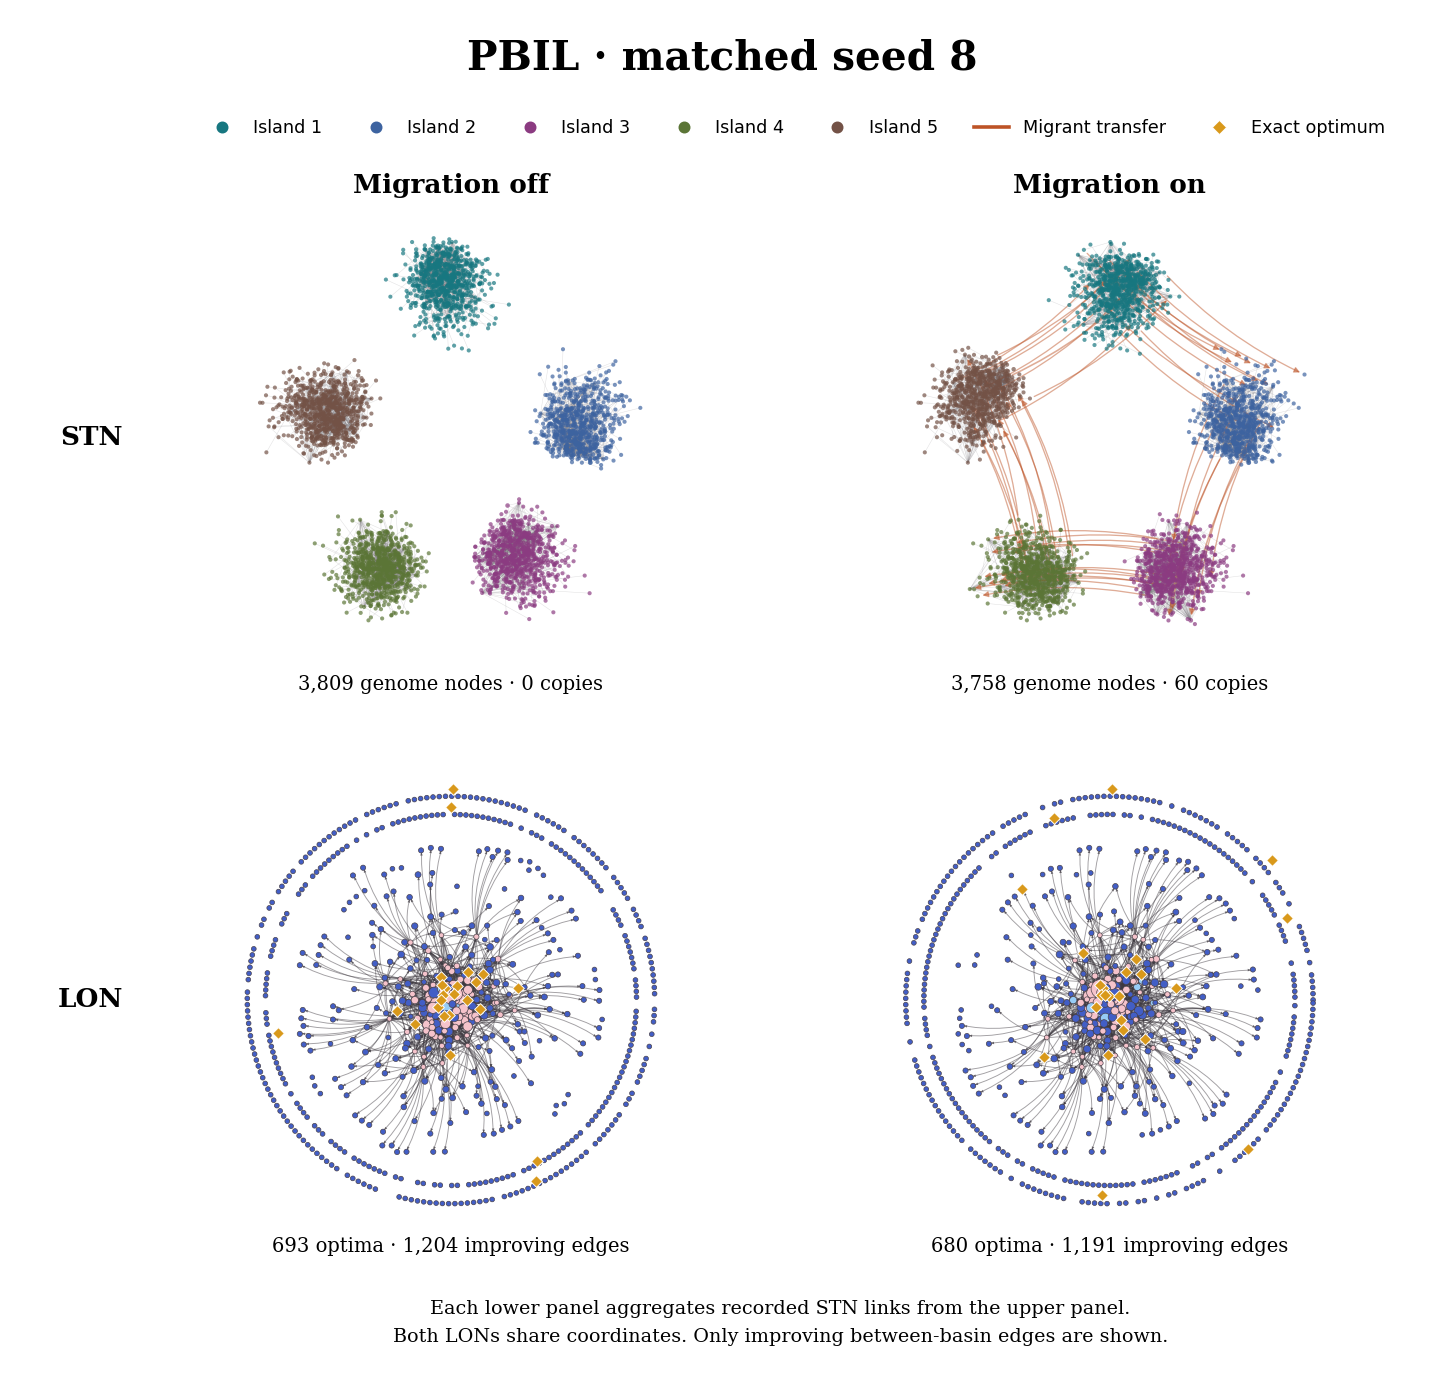 PBIL · matched seed 8
Island 1 Island 2 Island 3 Island 4 Island 5 Migrant transfer Exact optimum
Migration off Migration on
STN
3,809 genome nodes · 0 copies 3,758 genome nodes · 60 copies
LON
693 optima · 1,204 improving edges 680 optima · 1,191 improving edges
Each lower panel aggregates recorded STN links from the upper panel.
Both LONs share coordinates. Only improving between-basin edges are shown.